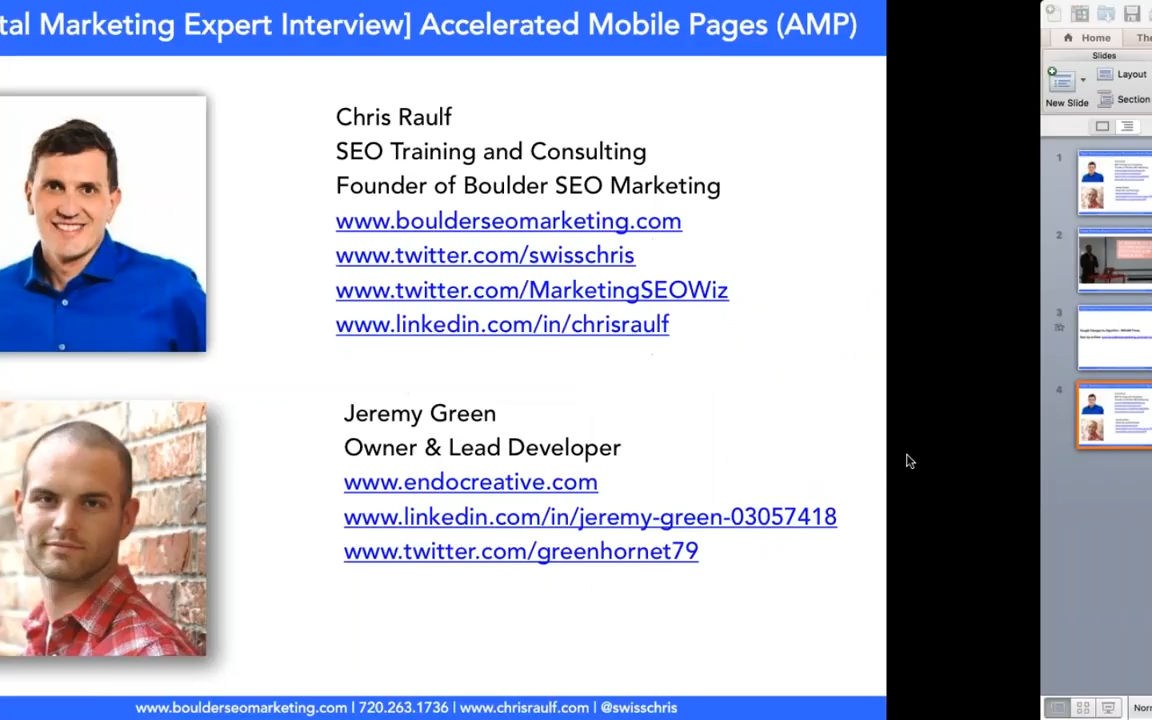 tal Marketing Expert Interview] Accelerated Mobile Pages (AMP)
Chris Raulf
SEO Training and Consulting
Founder of Boulder SEO Marketing
www.boulderseomarketing.com
www.twitter.com/swisschris
www.twitter.com/MarketingSEOWiz
www.linkedin.com/in/chrisraulf
Jeremy Green
Owner & Lead Developer
www.endocreative.com
www.linkedin.com/in/jeremy-green-03057418
www.twitter.com/greenhornet79
www.boulderseomarketing.com | 720.263.1736 | www.chrisraulf.com | @swisschris
Home
The
Slides
New Slide
Layout
Section
1
2
3
4
Nor